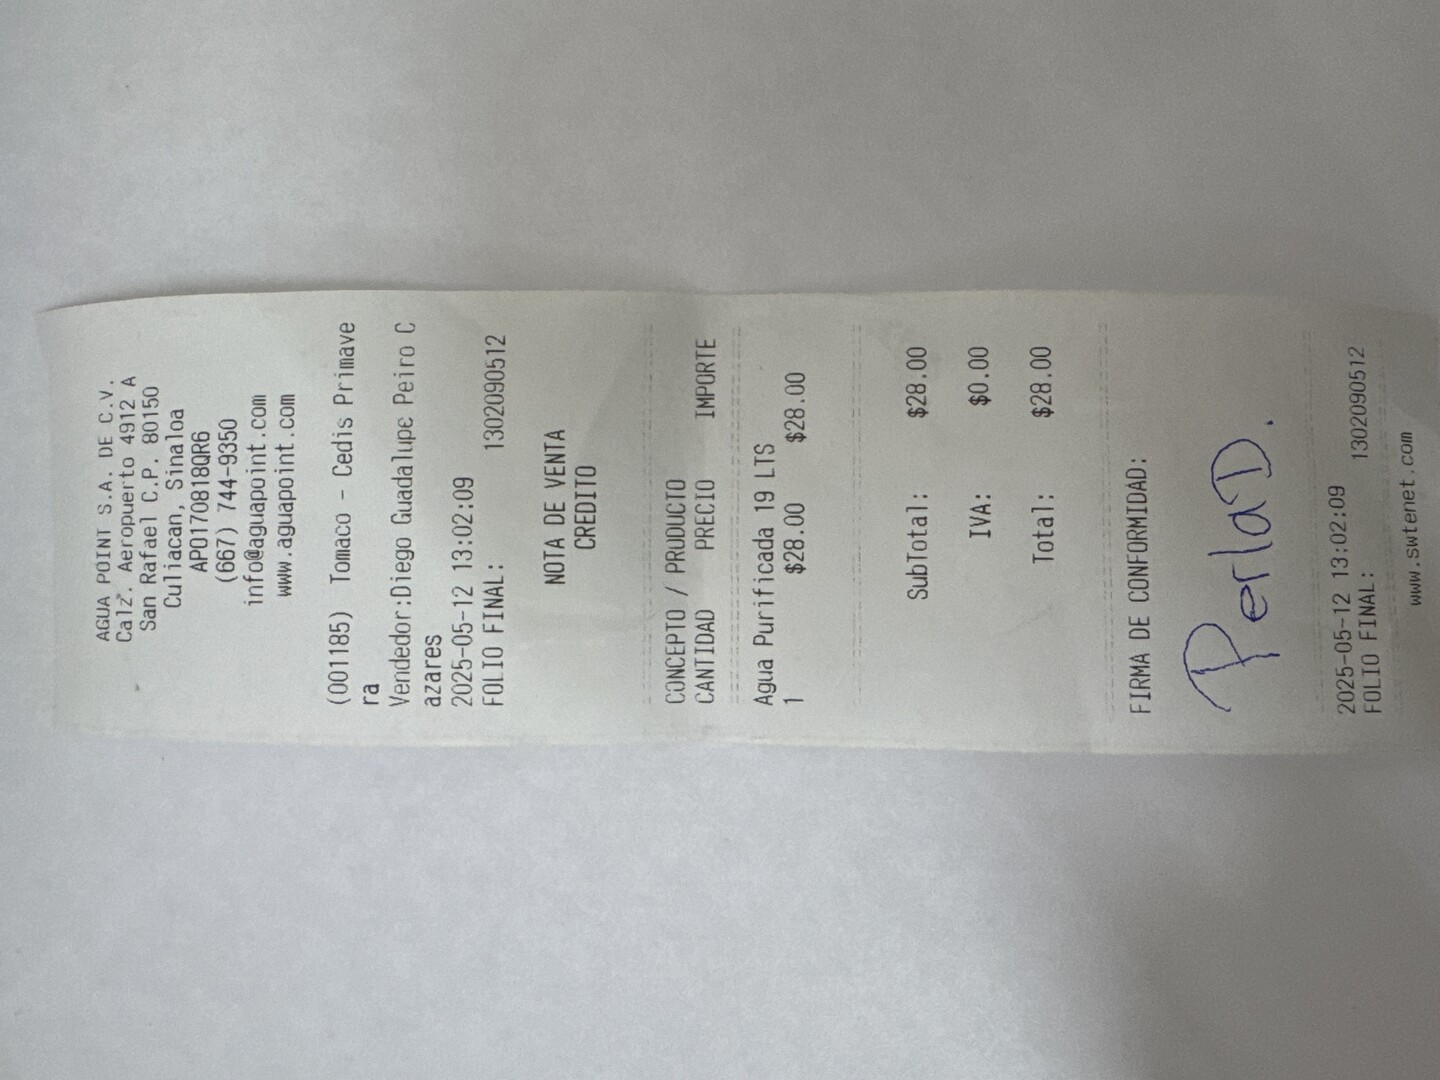 AGUA POINT S.A. DE C.V.
Calz. Aeropuerto 4912 A
San Rafael C.P. 80150
Culiacan, Sinaloa
APO170818QR6
(667) 744-9350
info@aguapoint.com
www.aguapoint.com
(001185) Tomaco - Cedis Primave
ra
Vendedor:Diego Guadalupe Peiro C
azares
2025-05-12 13:02:09
FOLIO FINAL: 1302090512
NOTA DE VENTA
CREDITO
CONCEPTO / PRODUCTO
CANTIDAD PRECIO IMPORTE
Agua Purificada 19 LTS
1 $28.00 $28.00
SubTotal: $28.00
IVA: $0.00
Total: $28.00
FIRMA DE CONFORMIDAD:
Perla D.
2025-05-12 13:02:09
FOLIO FINAL: 1302090512
www.swtenet.com